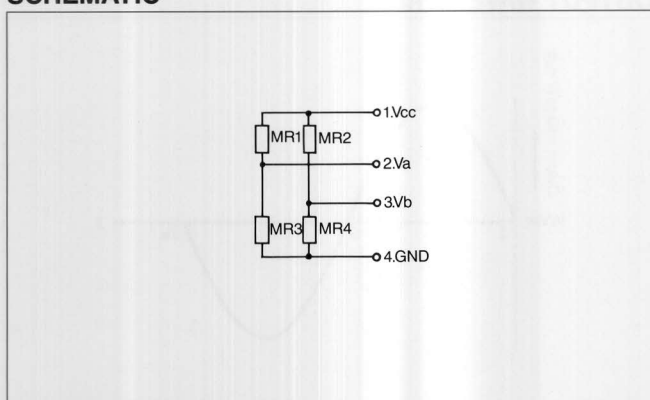 SCHEMATIC
1.Vcc
MR1 MR2
2.Va
3.Vb
MR3 MR4
4.GND